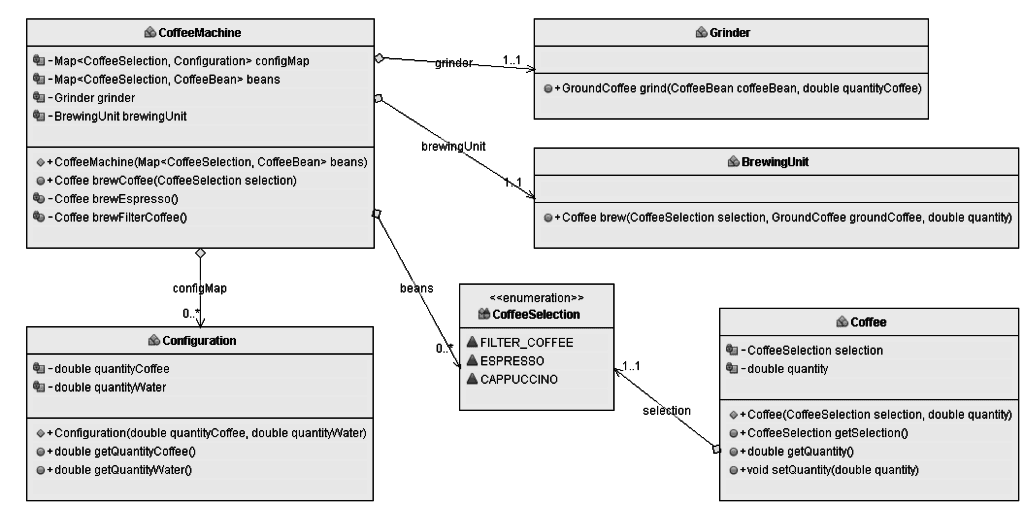 CoffeeMachine
- Map<CoffeeSelection, Configuration> configMap
- Map<CoffeeSelection, CoffeeBean> beans
- Grinder grinder
- BrewingUnit brewingUnit
+ CoffeeMachine(Map<CoffeeSelection, CoffeeBean> beans)
+ Coffee brewCoffee(CoffeeSelection selection)
- Coffee brewEspresso()
- Coffee brewFilterCoffee()
grinder
1..1
Grinder
+ GroundCoffee grind(CoffeeBean coffeeBean, double quantityCoffee)
brewingUnit
1..1
BrewingUnit
+ Coffee brew(CoffeeSelection selection, GroundCoffee groundCoffee, double quantity)
configMap
0..*
beans
0..*
Configuration
- double quantityCoffee
- double quantityWater
+ Configuration(double quantityCoffee, double quantityWater)
+ double getQuantityCoffee()
+ double getQuantityWater()
<<enumeration>>
CoffeeSelection
FILTER_COFFEE
ESPRESSO
CAPPUCCINO
1..1
selection
Coffee
- CoffeeSelection selection
- double quantity
+ Coffee(CoffeeSelection selection, double quantity)
+ CoffeeSelection getSelection()
+ double getQuantity()
+void setQuantity(double quantity)